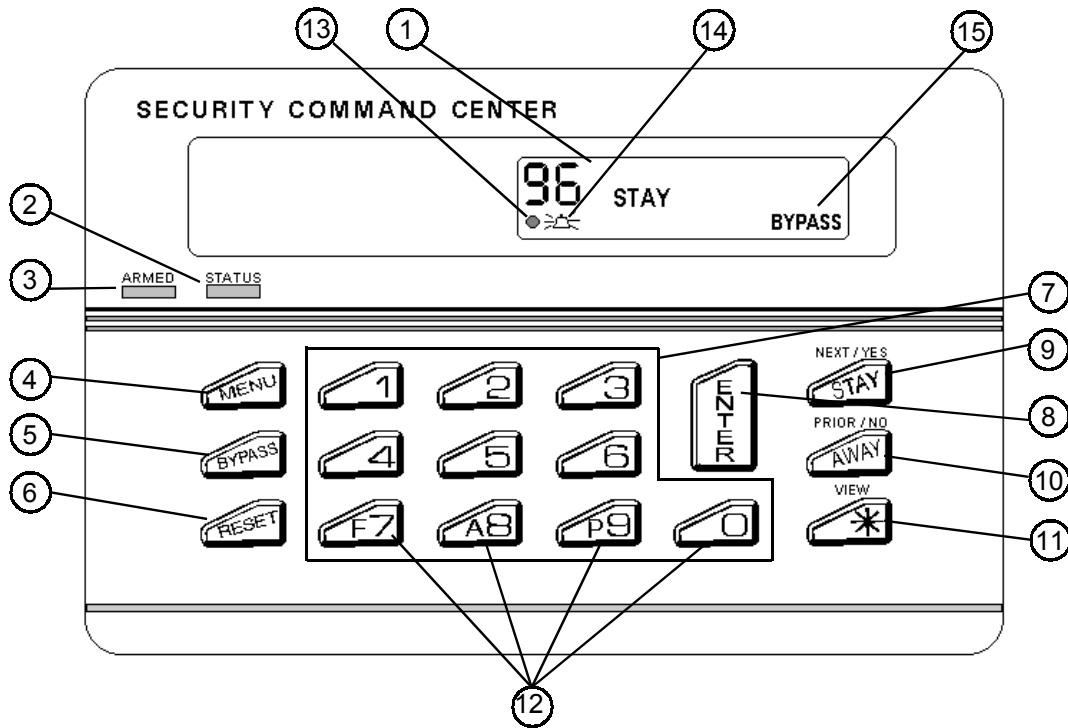 13 1 14 15
SECURITY COMMAND CENTER
96 STAY
BYPASS
2
3 ARMED STATUS
7
NEXT / YES
4 MENU 1 2 3 ENTER STAY 9
8
PRIOR / NO
5 BYPASS 4 5 6 AWAY 10
VIEW
6 RESET F7 A8 P9 0 * 11
12